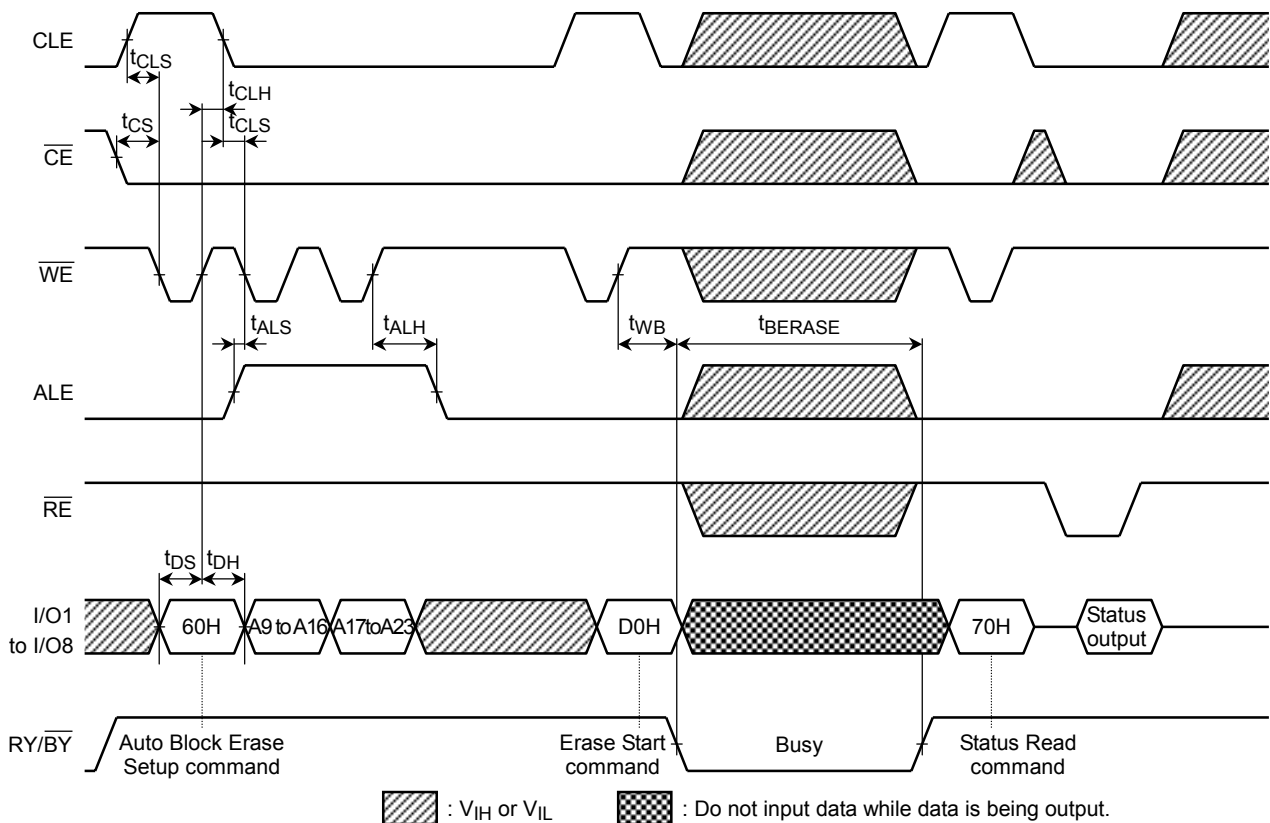 CLE
tCLS
tCLH
tCS
tCLS
CE
WE
tALS
tALH
tWB
tBERASE
ALE
RE
tDS
tDH
I/O1
to I/O8
60H
A9 to A16
A17 to A23
D0H
70H
Status
output
RY/BY
Auto Block Erase
Setup command
Erase Start
command
Busy
Status Read
command
: VIH or VIL
: Do not input data while data is being output.